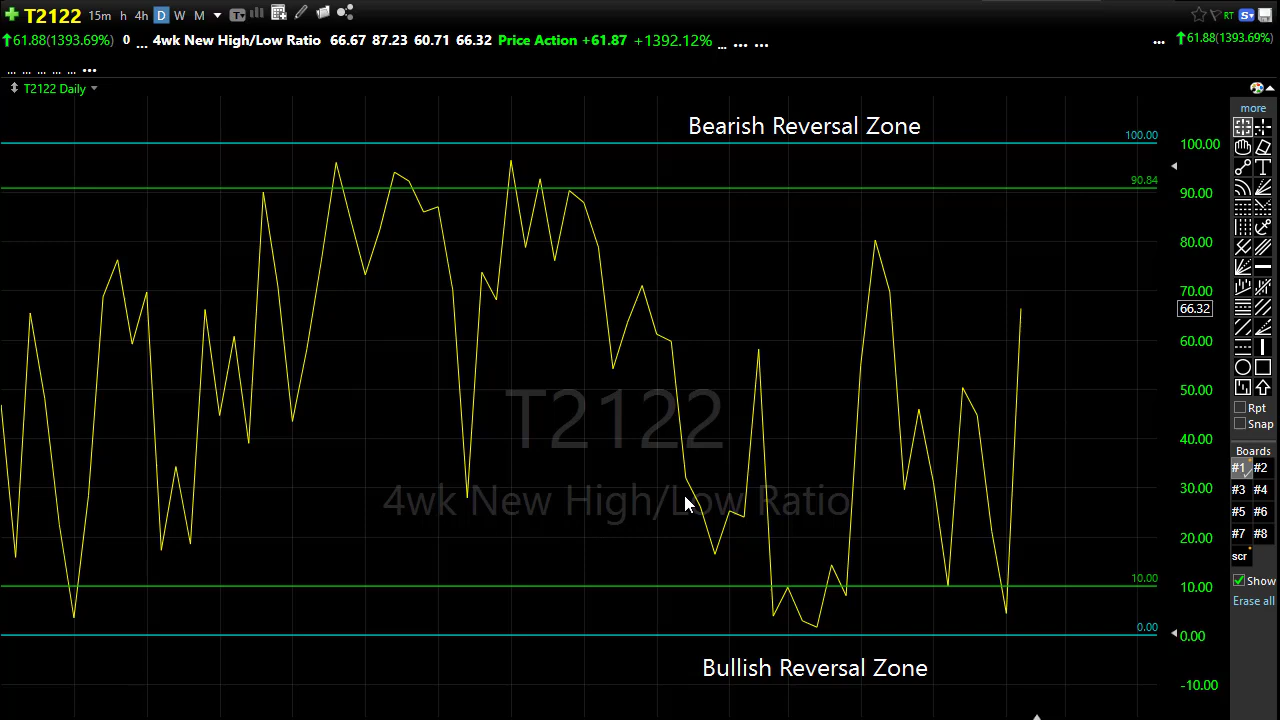 T2122 15m h 4h D W M T RT S
61.88(1393.69%) 0 ... 4wk New High/Low Ratio 66.67 87.23 60.71 66.32 Price Action +61.87 +1392.12% ... ... ... ... 61.88(1393.69%)
... ... ... ... ... ...
T2122 Daily
more
Bearish Reversal Zone
100.00
100.00
90.84
90.00
80.00
70.00
66.32
60.00
50.00
T2122
40.00
4wk New High/Low Ratio
30.00
20.00
10.00
10.00
0.00
0.00
Bullish Reversal Zone
-10.00
T
Rpt
Snap
Boards
#1 #2
#3 #4
#5 #6
#7 #8
scr
Show
Erase all